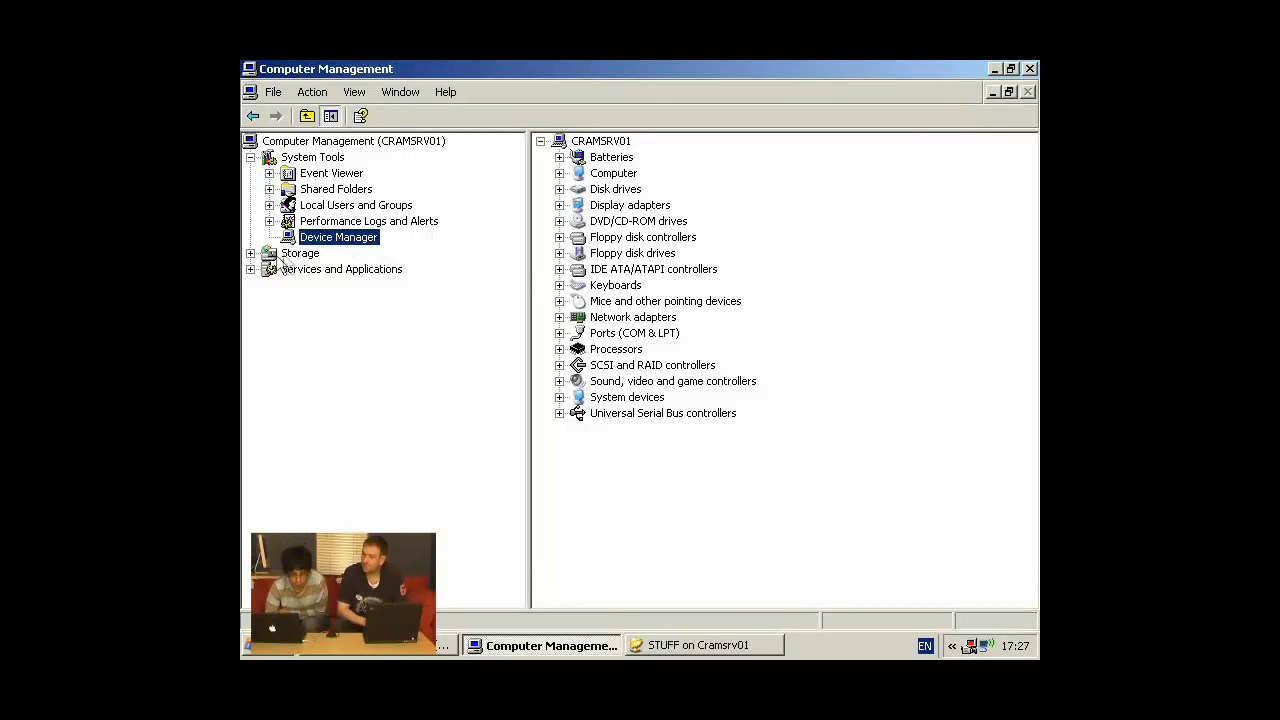 Computer Management
File Action View Window Help
Computer Management (CRAMSRV01)
System Tools
Event Viewer
Shared Folders
Local Users and Groups
Performance Logs and Alerts
Device Manager
Storage
Services and Applications
CRAMSRV01
Batteries
Computer
Disk drives
Display adapters
DVD/CD-ROM drives
Floppy disk controllers
Floppy disk drives
IDE ATA/ATAPI controllers
Keyboards
Mice and other pointing devices
Network adapters
Ports (COM & LPT)
Processors
SCSI and RAID controllers
Sound, video and game controllers
System devices
Universal Serial Bus controllers
... Computer Manageme... STUFF on Cramsrv01 EN « 17:27